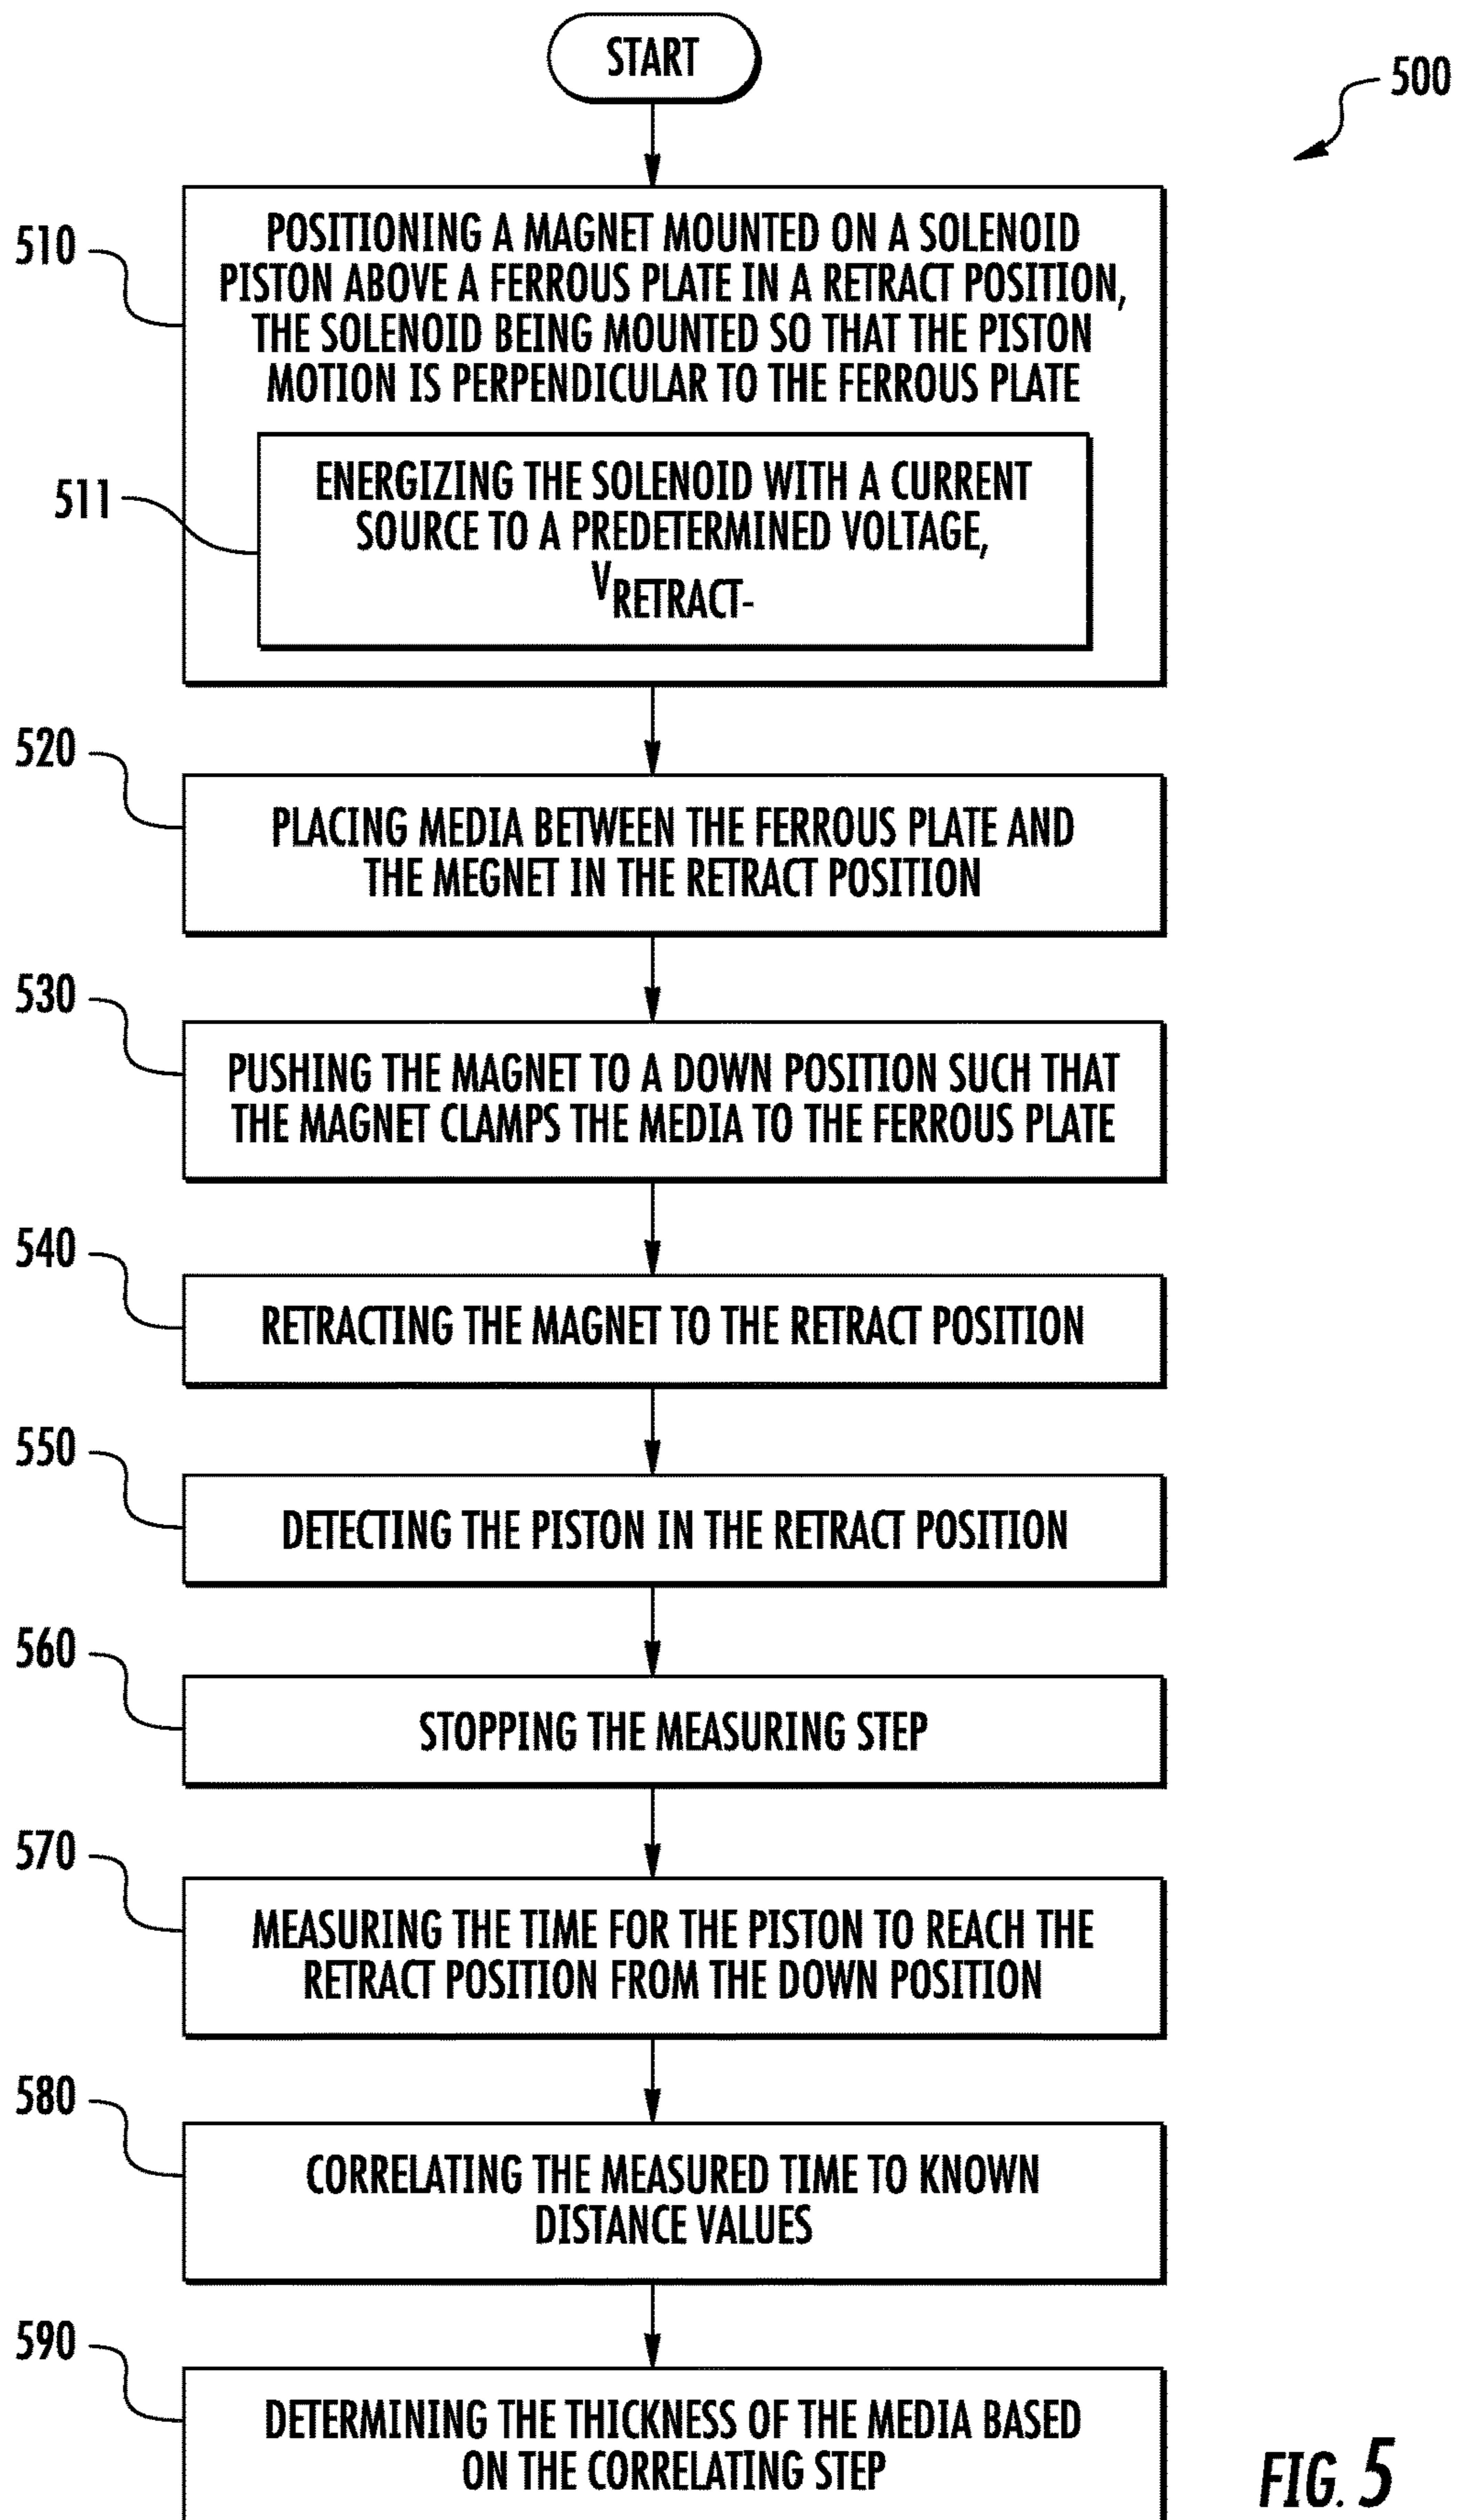 START
500
510
POSITIONING A MAGNET MOUNTED ON A SOLENOID
PISTON ABOVE A FERROUS PLATE IN A RETRACT POSITION,
THE SOLENOID BEING MOUNTED SO THAT THE PISTON
MOTION IS PERPENDICULAR TO THE FERROUS PLATE
511
ENERGIZING THE SOLENOID WITH A CURRENT
SOURCE TO A PREDETERMINED VOLTAGE,
VRETRACT-
520
PLACING MEDIA BETWEEN THE FERROUS PLATE AND
THE MEGNET IN THE RETRACT POSITION
530
PUSHING THE MAGNET TO A DOWN POSITION SUCH THAT
THE MAGNET CLAMPS THE MEDIA TO THE FERROUS PLATE
540
RETRACTING THE MAGNET TO THE RETRACT POSITION
550
DETECTING THE PISTON IN THE RETRACT POSITION
560
STOPPING THE MEASURING STEP
570
MEASURING THE TIME FOR THE PISTON TO REACH THE
RETRACT POSITION FROM THE DOWN POSITION
580
CORRELATING THE MEASURED TIME TO KNOWN
DISTANCE VALUES
590
DETERMINING THE THICKNESS OF THE MEDIA BASED
ON THE CORRELATING STEP
FIG. 5